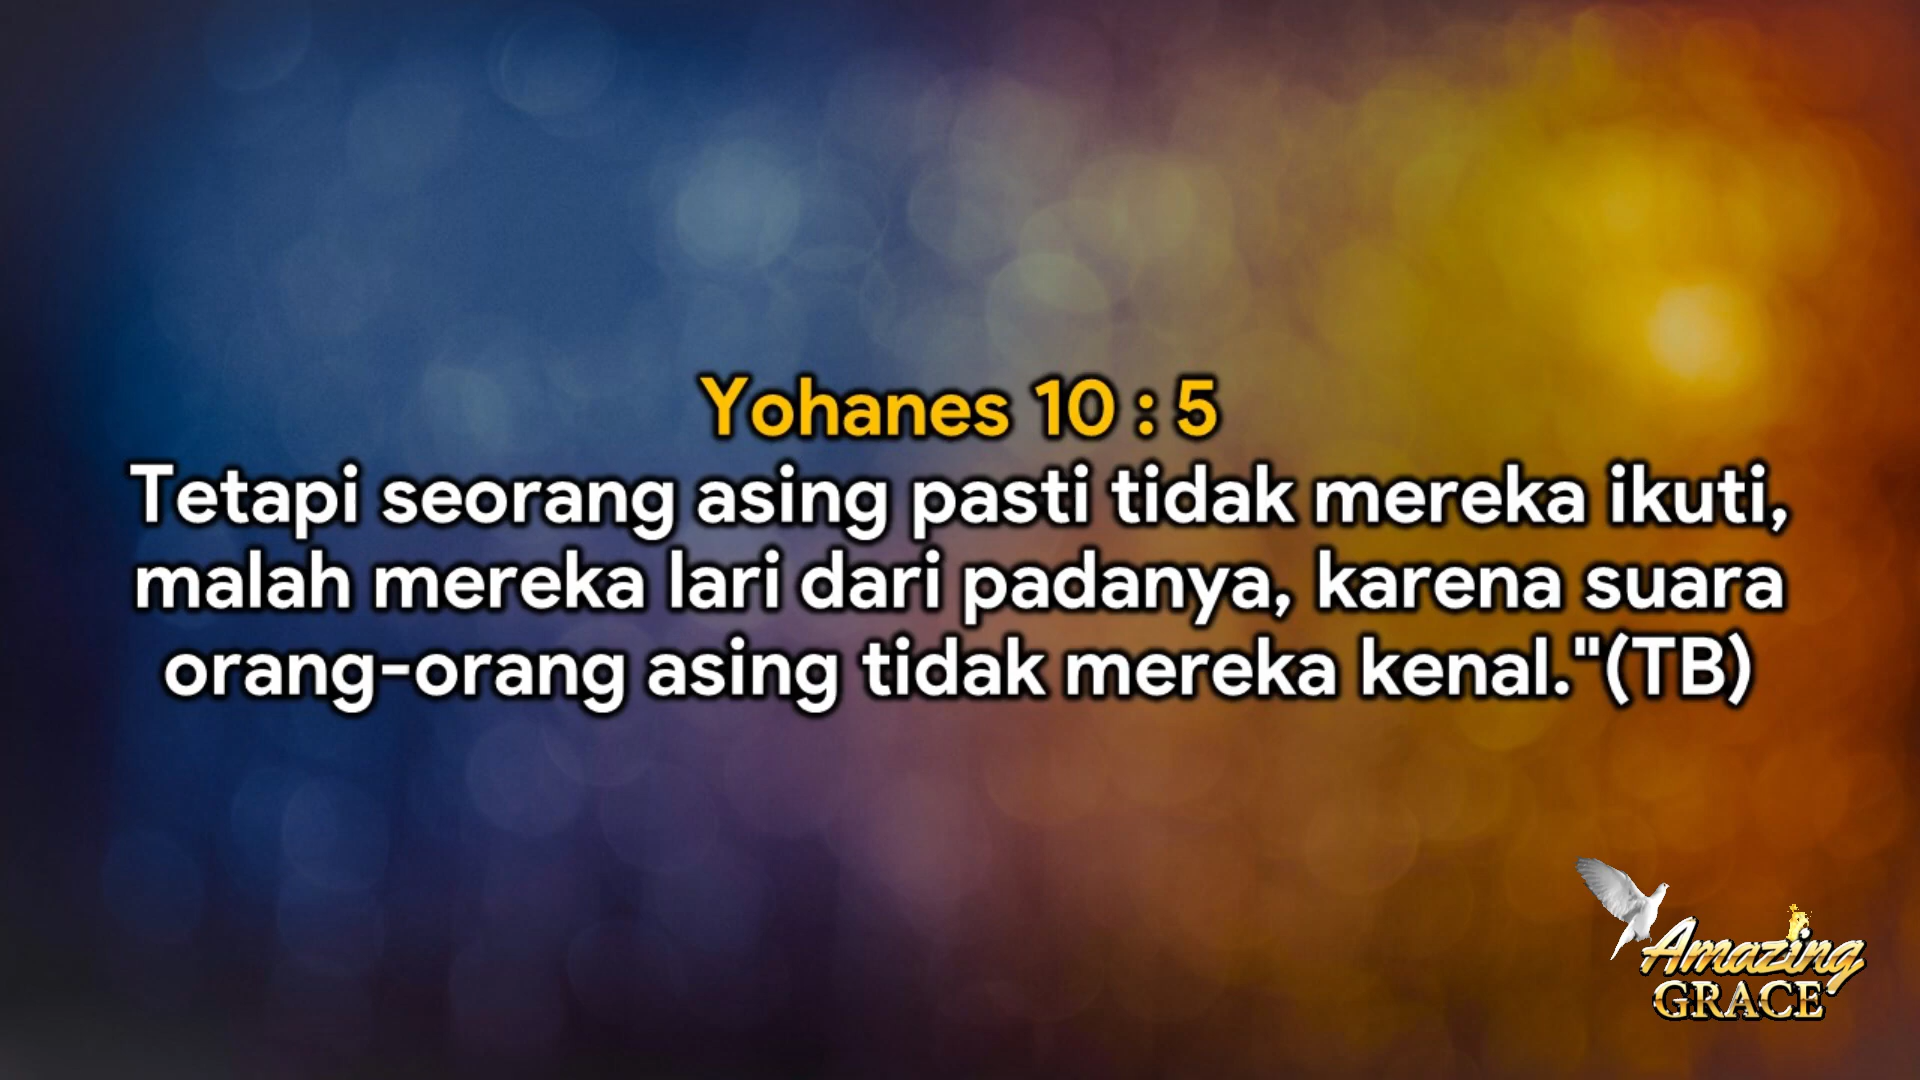 Yohanes 10 : 5
Tetapi seorang asing pasti tidak mereka ikuti,
malah mereka lari dari padanya, karena suara
orang-orang asing tidak mereka kenal."(TB)
Amazing
GRACE